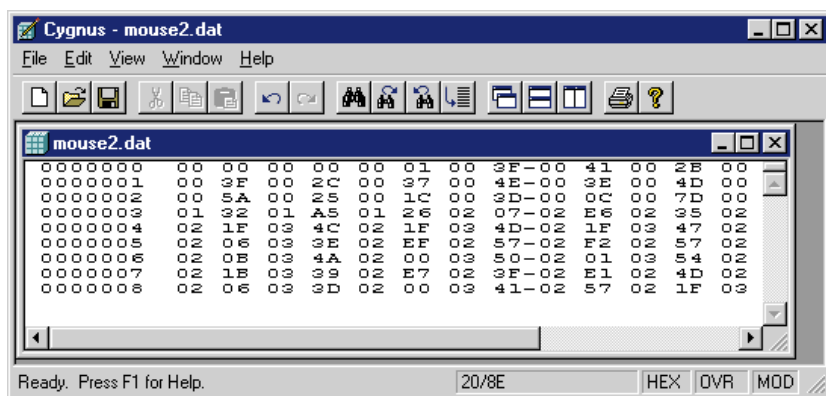 Cygnus - mouse2.dat
File Edit View Window Help
mouse2.dat
0000000 00 00 00 00 00 01 00 3F-00 41 00 2B 00
0000001 00 3F 00 2C 00 37 00 4E-00 3E 00 4D 00
0000002 00 5A 00 25 00 1C 00 3D-00 0C 00 7D 00
0000003 01 32 01 A5 01 26 02 07-02 E6 02 35 02
0000004 02 1F 03 4C 02 1F 03 4D-02 1F 03 47 02
0000005 02 06 03 3E 02 EF 02 57-02 F2 02 57 02
0000006 02 0B 03 4A 02 00 03 50-02 01 03 54 02
0000007 02 1B 03 39 02 E7 02 3F-02 E1 02 4D 02
0000008 02 06 03 3D 02 00 03 41-02 57 02 1F 03
Ready. Press F1 for Help. 20/8E HEX OVR MOD